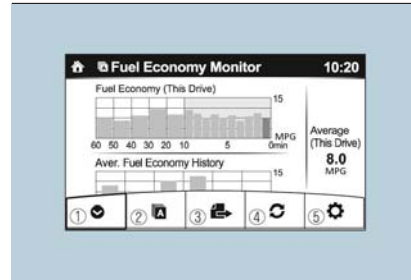 Fuel Economy Monitor 10:20
Fuel Economy (This Drive)
15
MPG
60 50 40 30 20 10 5 0min
Average
(This Drive)
8.0
MPG
Aver. Fuel Economy History
15
① ② A ③ ④ ⑤